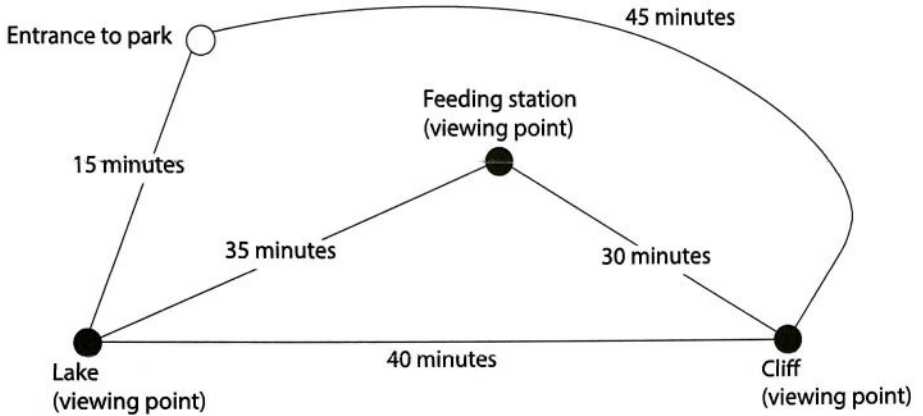 45 minutes
Entrance to park
Feeding station
(viewing point)
15 minutes
35 minutes
30 minutes
40 minutes
Lake
(viewing point)
Cliff
(viewing point)